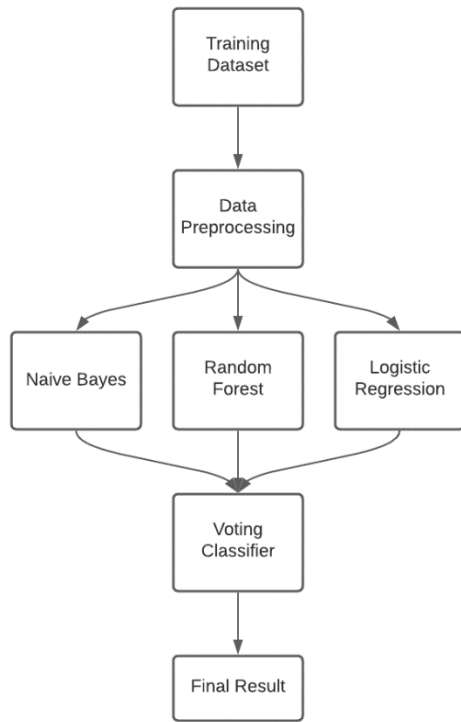 Training
Dataset
Data
Preprocessing
Naive Bayes
Random
Forest
Logistic
Regression
Voting
Classifier
Final Result